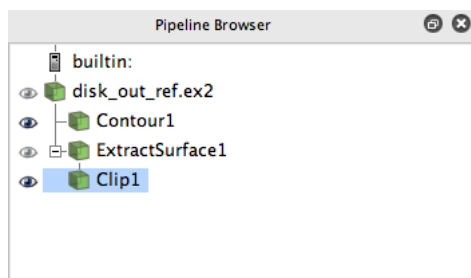 Pipeline Browser
builtin:
disk_out_ref.ex2
Contour1
ExtractSurface1
Clip1